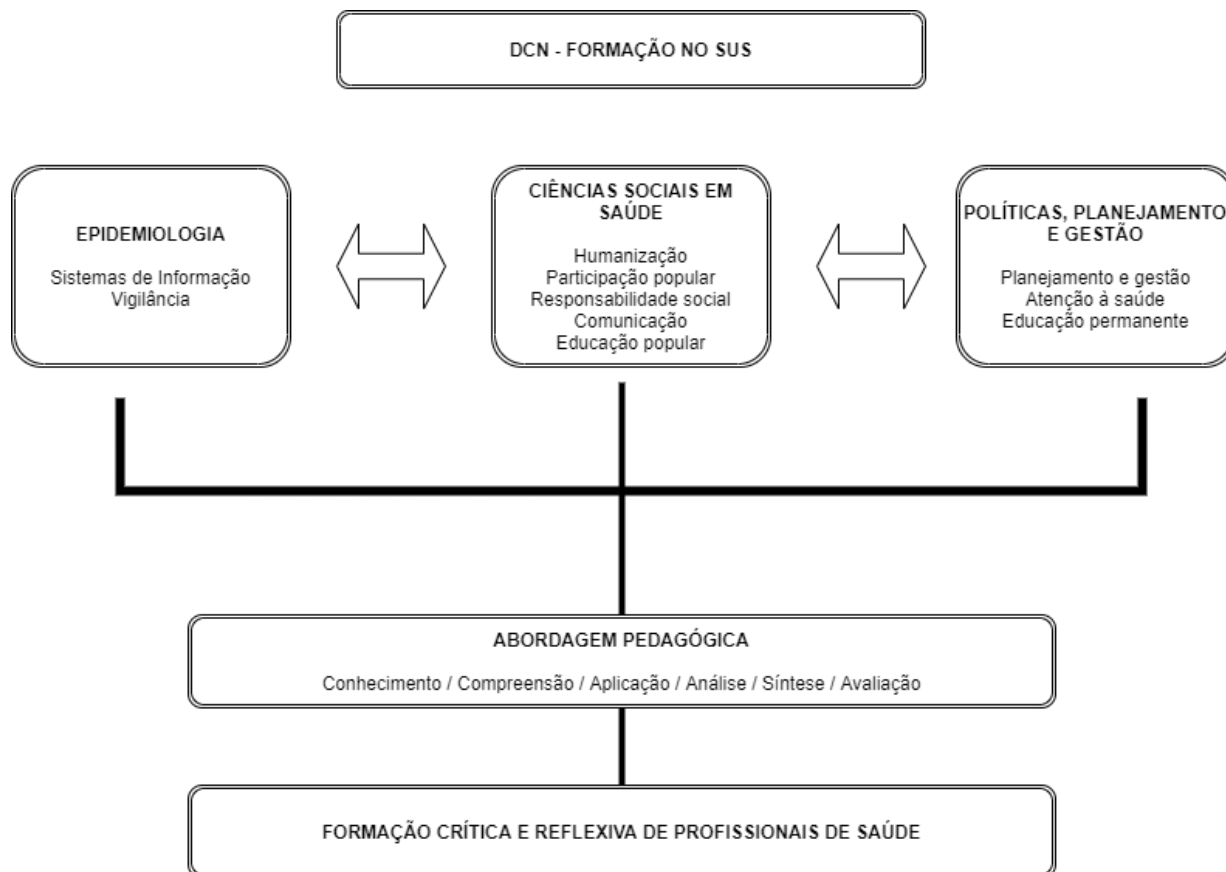 DCN - FORMAÇÃO NO SUS
EPIDEMIOLOGIA
Sistemas de Informação
Vigilância
CIÊNCIAS SOCIAIS EM
SAÚDE
Humanização
Participação popular
Responsabilidade social
Comunicação
Educação popular
POLÍTICAS, PLANEJAMENTO
E GESTÃO
Planejamento e gestão
Atenção à saúde
Educação permanente
ABORDAGEM PEDAGÓGICA
Conhecimento / Compreensão / Aplicação / Análise / Síntese / Avaliação
FORMAÇÃO CRÍTICA E REFLEXIVA DE PROFISSIONAIS DE SAÚDE